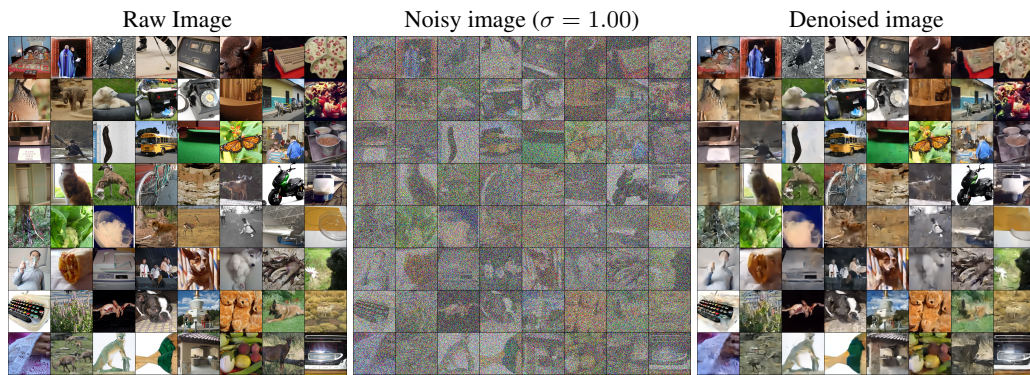 Raw Image
Noisy image (σ = 1.00)
Denoised image